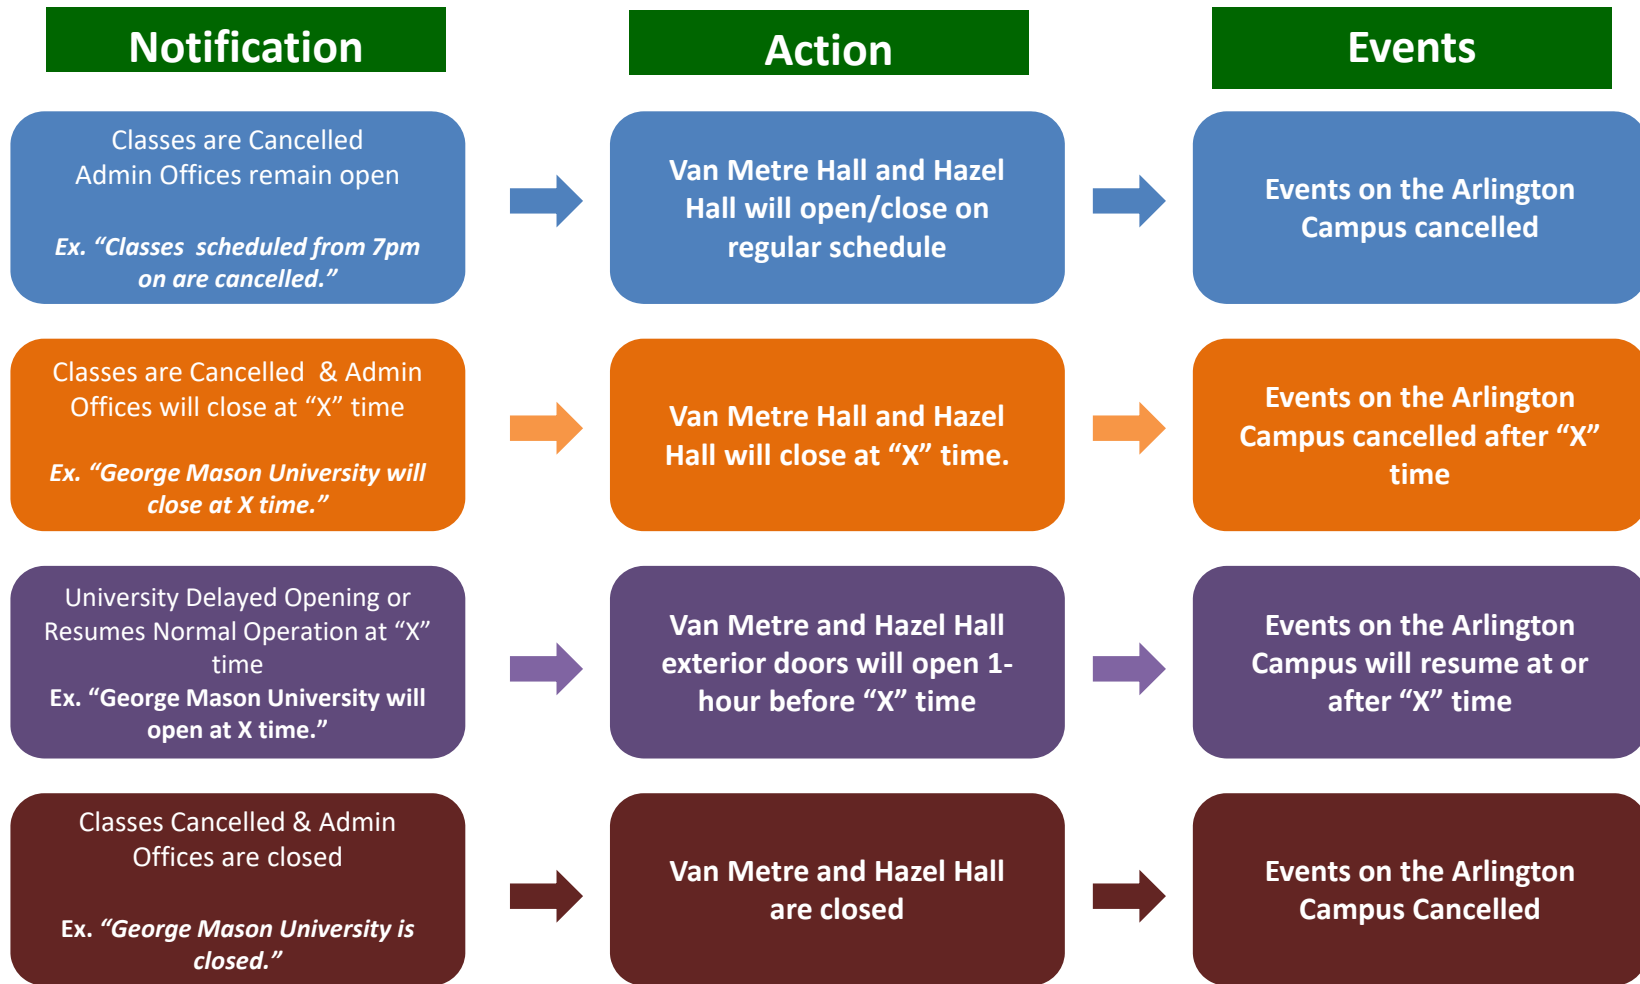 Notification
Action
Events
Classes are Cancelled
Admin Offices remain open
Ex. “Classes  scheduled from 7pm
on are cancelled.”
Van Metre Hall and Hazel
Hall will open/close on
regular schedule
Events on the Arlington
Campus cancelled
Classes are Cancelled  & Admin
Offices will close at “X” time
Ex. “George Mason University will
close at X time.”
Van Metre Hall and Hazel
Hall will close at “X” time.
Events on the Arlington
Campus cancelled after “X”
time
University Delayed Opening or
Resumes Normal Operation at “X”
time
Ex. “George Mason University will
open at X time.”
Van Metre and Hazel Hall
exterior doors will open 1-
hour before “X” time
Events on the Arlington
Campus will resume at or
after “X” time
Classes Cancelled & Admin
Offices are closed
Ex. “George Mason University is
closed.”
Van Metre and Hazel Hall
are closed
Events on the Arlington
Campus Cancelled